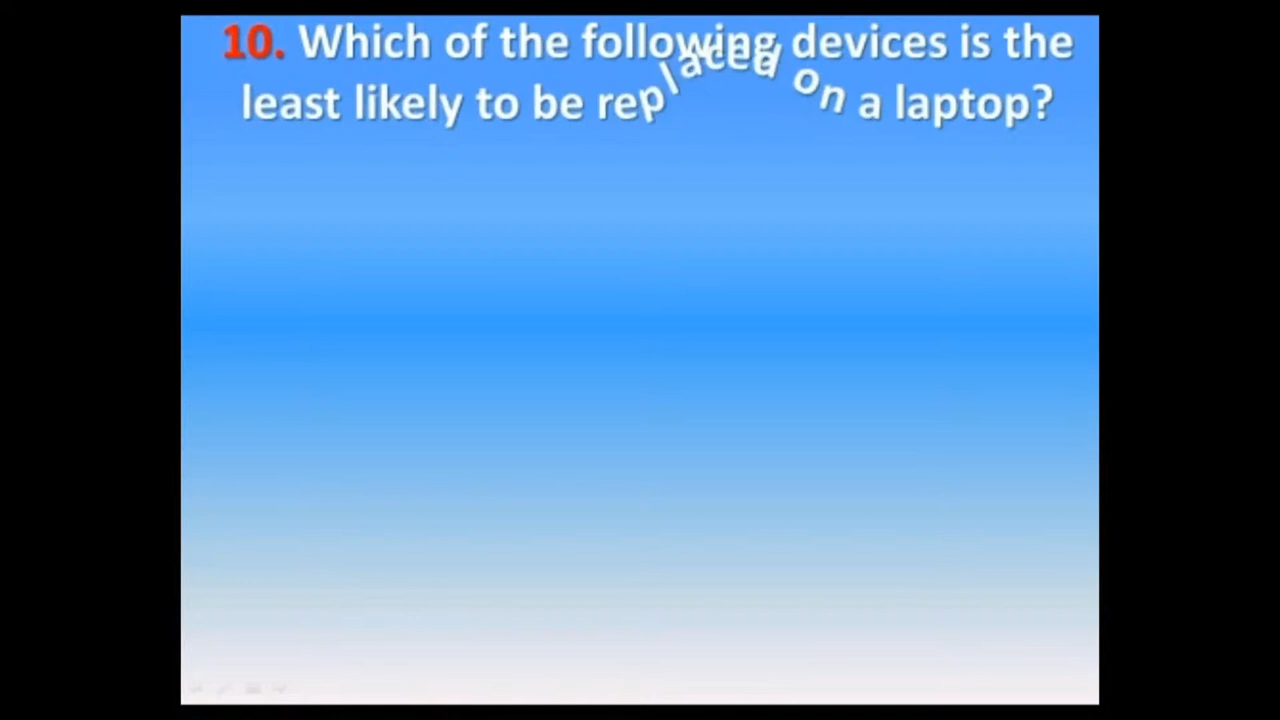 10. Which of the following devices is the
least likely to be replaced on a laptop?